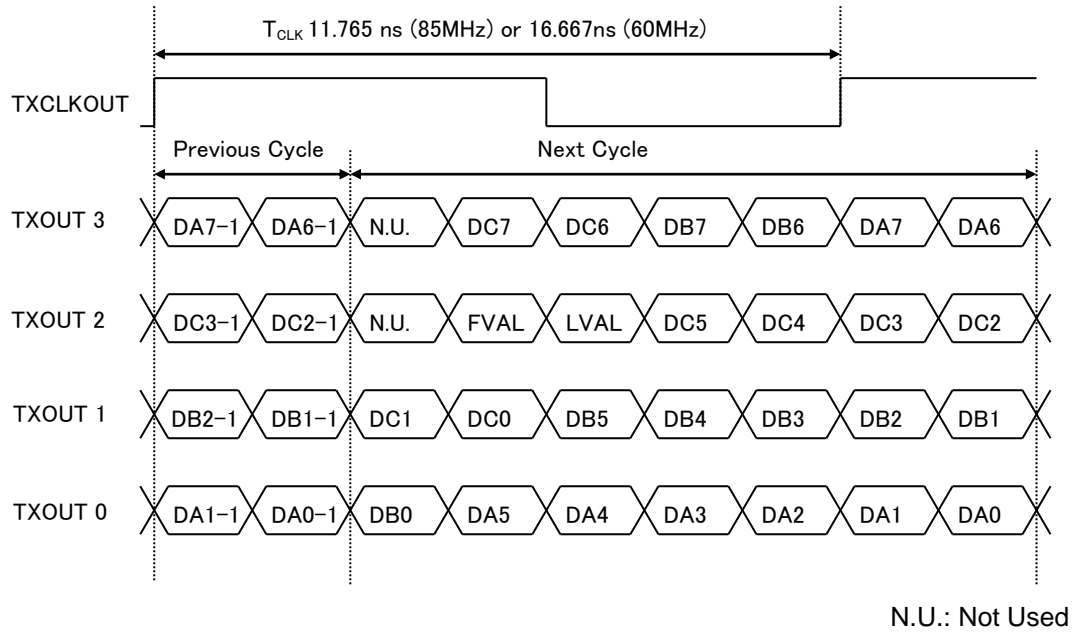 TCLK 11.765 ns (85MHz) or 16.667ns (60MHz)
TXCLKOUT
Previous Cycle Next Cycle
TXOUT 3 DA7-1 DA6-1 N.U. DC7 DC6 DB7 DB6 DA7 DA6
TXOUT 2 DC3-1 DC2-1 N.U. FVAL LVAL DC5 DC4 DC3 DC2
TXOUT 1 DB2-1 DB1-1 DC1 DC0 DB5 DB4 DB3 DB2 DB1
TXOUT 0 DA1-1 DA0-1 DB0 DA5 DA4 DA3 DA2 DA1 DA0
N.U.: Not Used